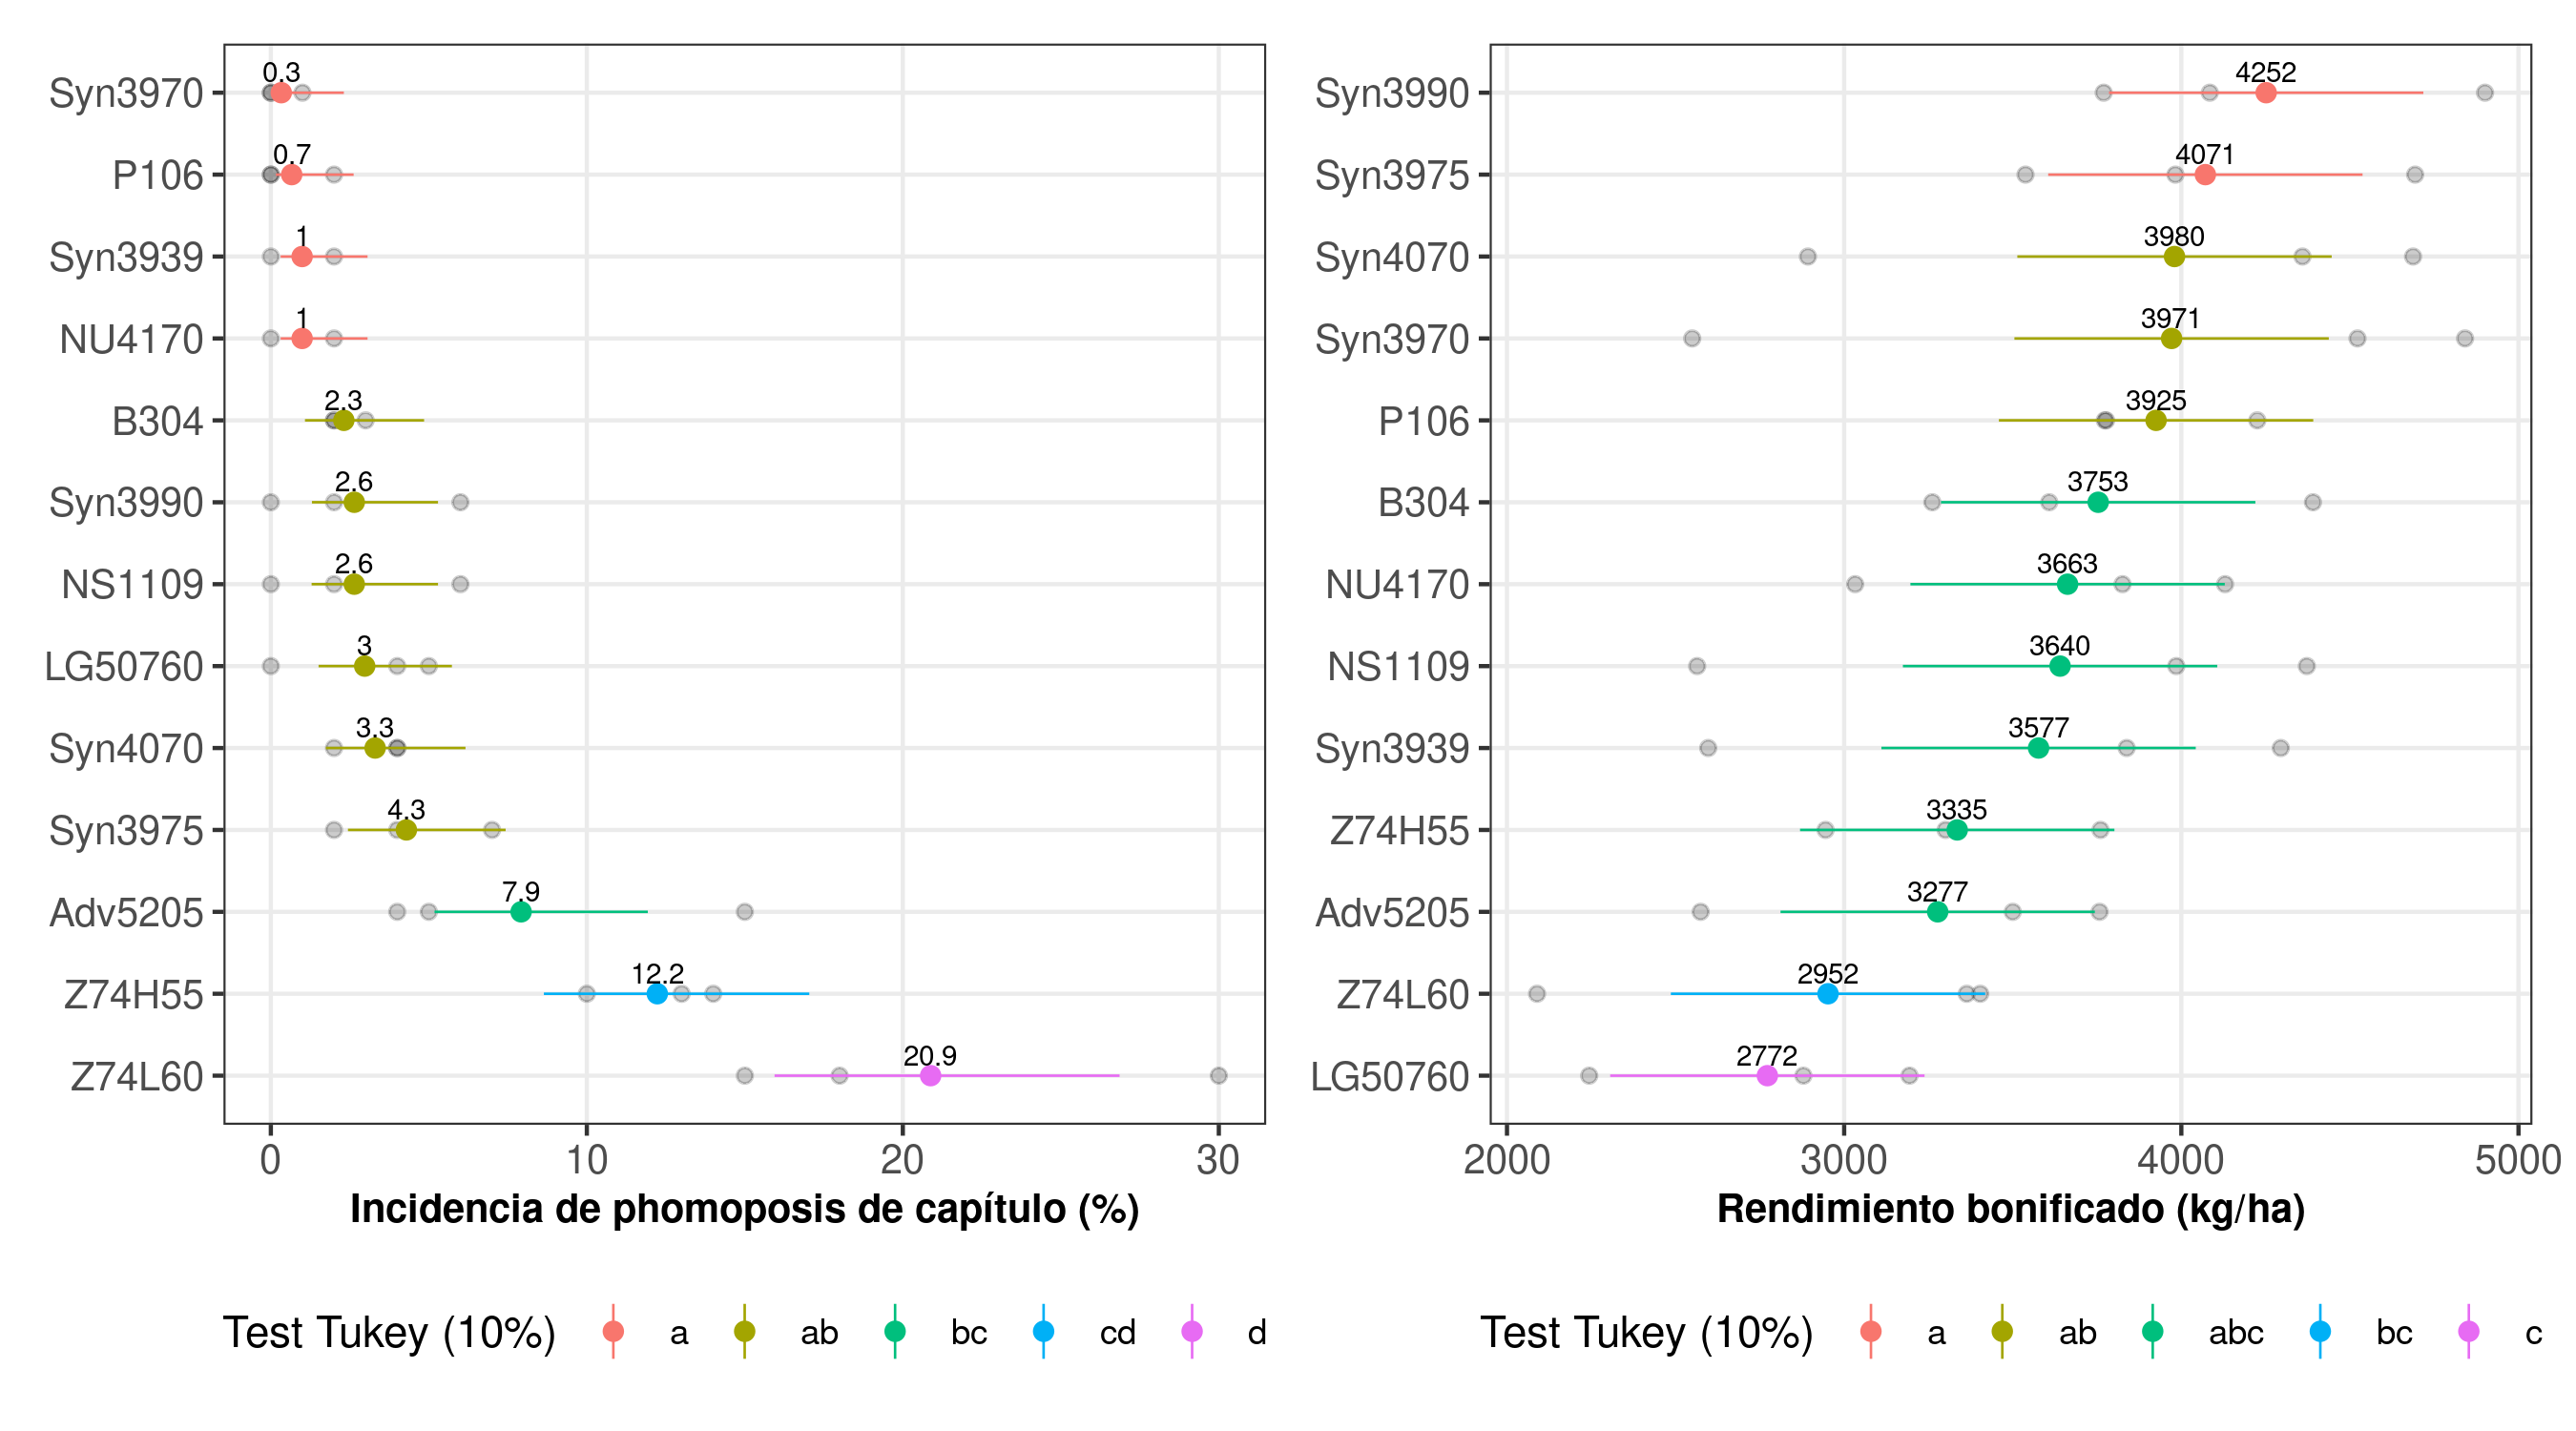 Syn3970 0.3
P106 0.7
Syn3939 1
NU4170 1
B304 2.3
Syn3990 2.6
NS1109 2.6
LG50760 3
Syn4070 3.3
Syn3975 4.3
Adv5205 7.9
Z74H55 12.2
Z74L60 20.9
0 10 20 30
Incidencia de phomoposis de capítulo (%)
Test Tukey (10%) a ab bc cd d
Syn3990 4252
Syn3975 4071
Syn4070 3980
Syn3970 3971
P106 3925
B304 3753
NU4170 3663
NS1109 3640
Syn3939 3577
Z74H55 3335
Adv5205 3277
Z74L60 2952
LG50760 2772
2000 3000 4000 5000
Rendimiento bonificado (kg/ha)
Test Tukey (10%) a ab abc bc c